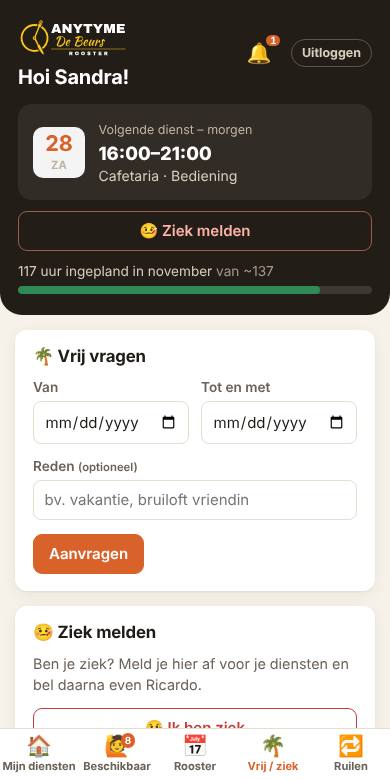 ANYTYME
De Beurs
ROOSTER
1
Uitloggen
Hoi Sandra!
28
ZA
Volgende dienst – morgen
16:00–21:00
Cafetaria · Bediening
🤒 Ziek melden
117 uur ingepland in november van ~137
🌴 Vrij vragen
Van
Tot en met
mm/dd/yyyy
mm/dd/yyyy
Reden (optioneel)
bv. vakantie, bruiloft vriendin
Aanvragen
🤒 Ziek melden
Ben je ziek? Meld je hier af voor je diensten en
bel daarna even Ricardo.
🤒 Ik ben ziek
8
Mijn diensten
Beschikbaar
Rooster
Vrij / ziek
Ruilen